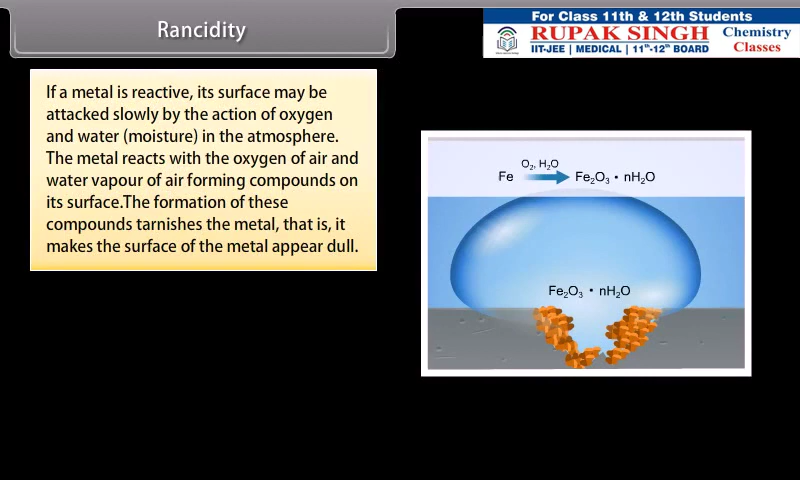 Rancidity
For Class 11th & 12th Students
RUPAK SINGH
IIT-JEE | MEDICAL | 11th-12th BOARD
Chemistry
Classes
If a metal is reactive, its surface may be
attacked slowly by the action of oxygen
and water (moisture) in the atmosphere.
The metal reacts with the oxygen of air and
water vapour of air forming compounds on
its surface.The formation of these
compounds tarnishes the metal, that is, it
makes the surface of the metal appear dull.
O₂, H₂O
Fe → Fe₂O₃ • nH₂O
Fe₂O₃ • nH₂O